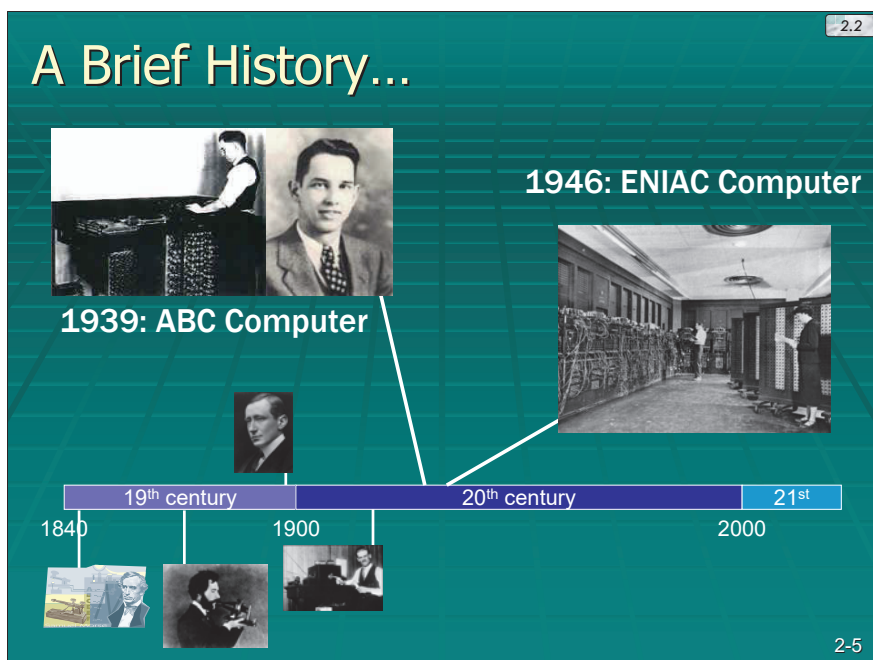 2.2
A Brief History...
1946: ENIAC Computer
1939: ABC Computer
19th century
20th century
21st
1840
1900
2000
2-5